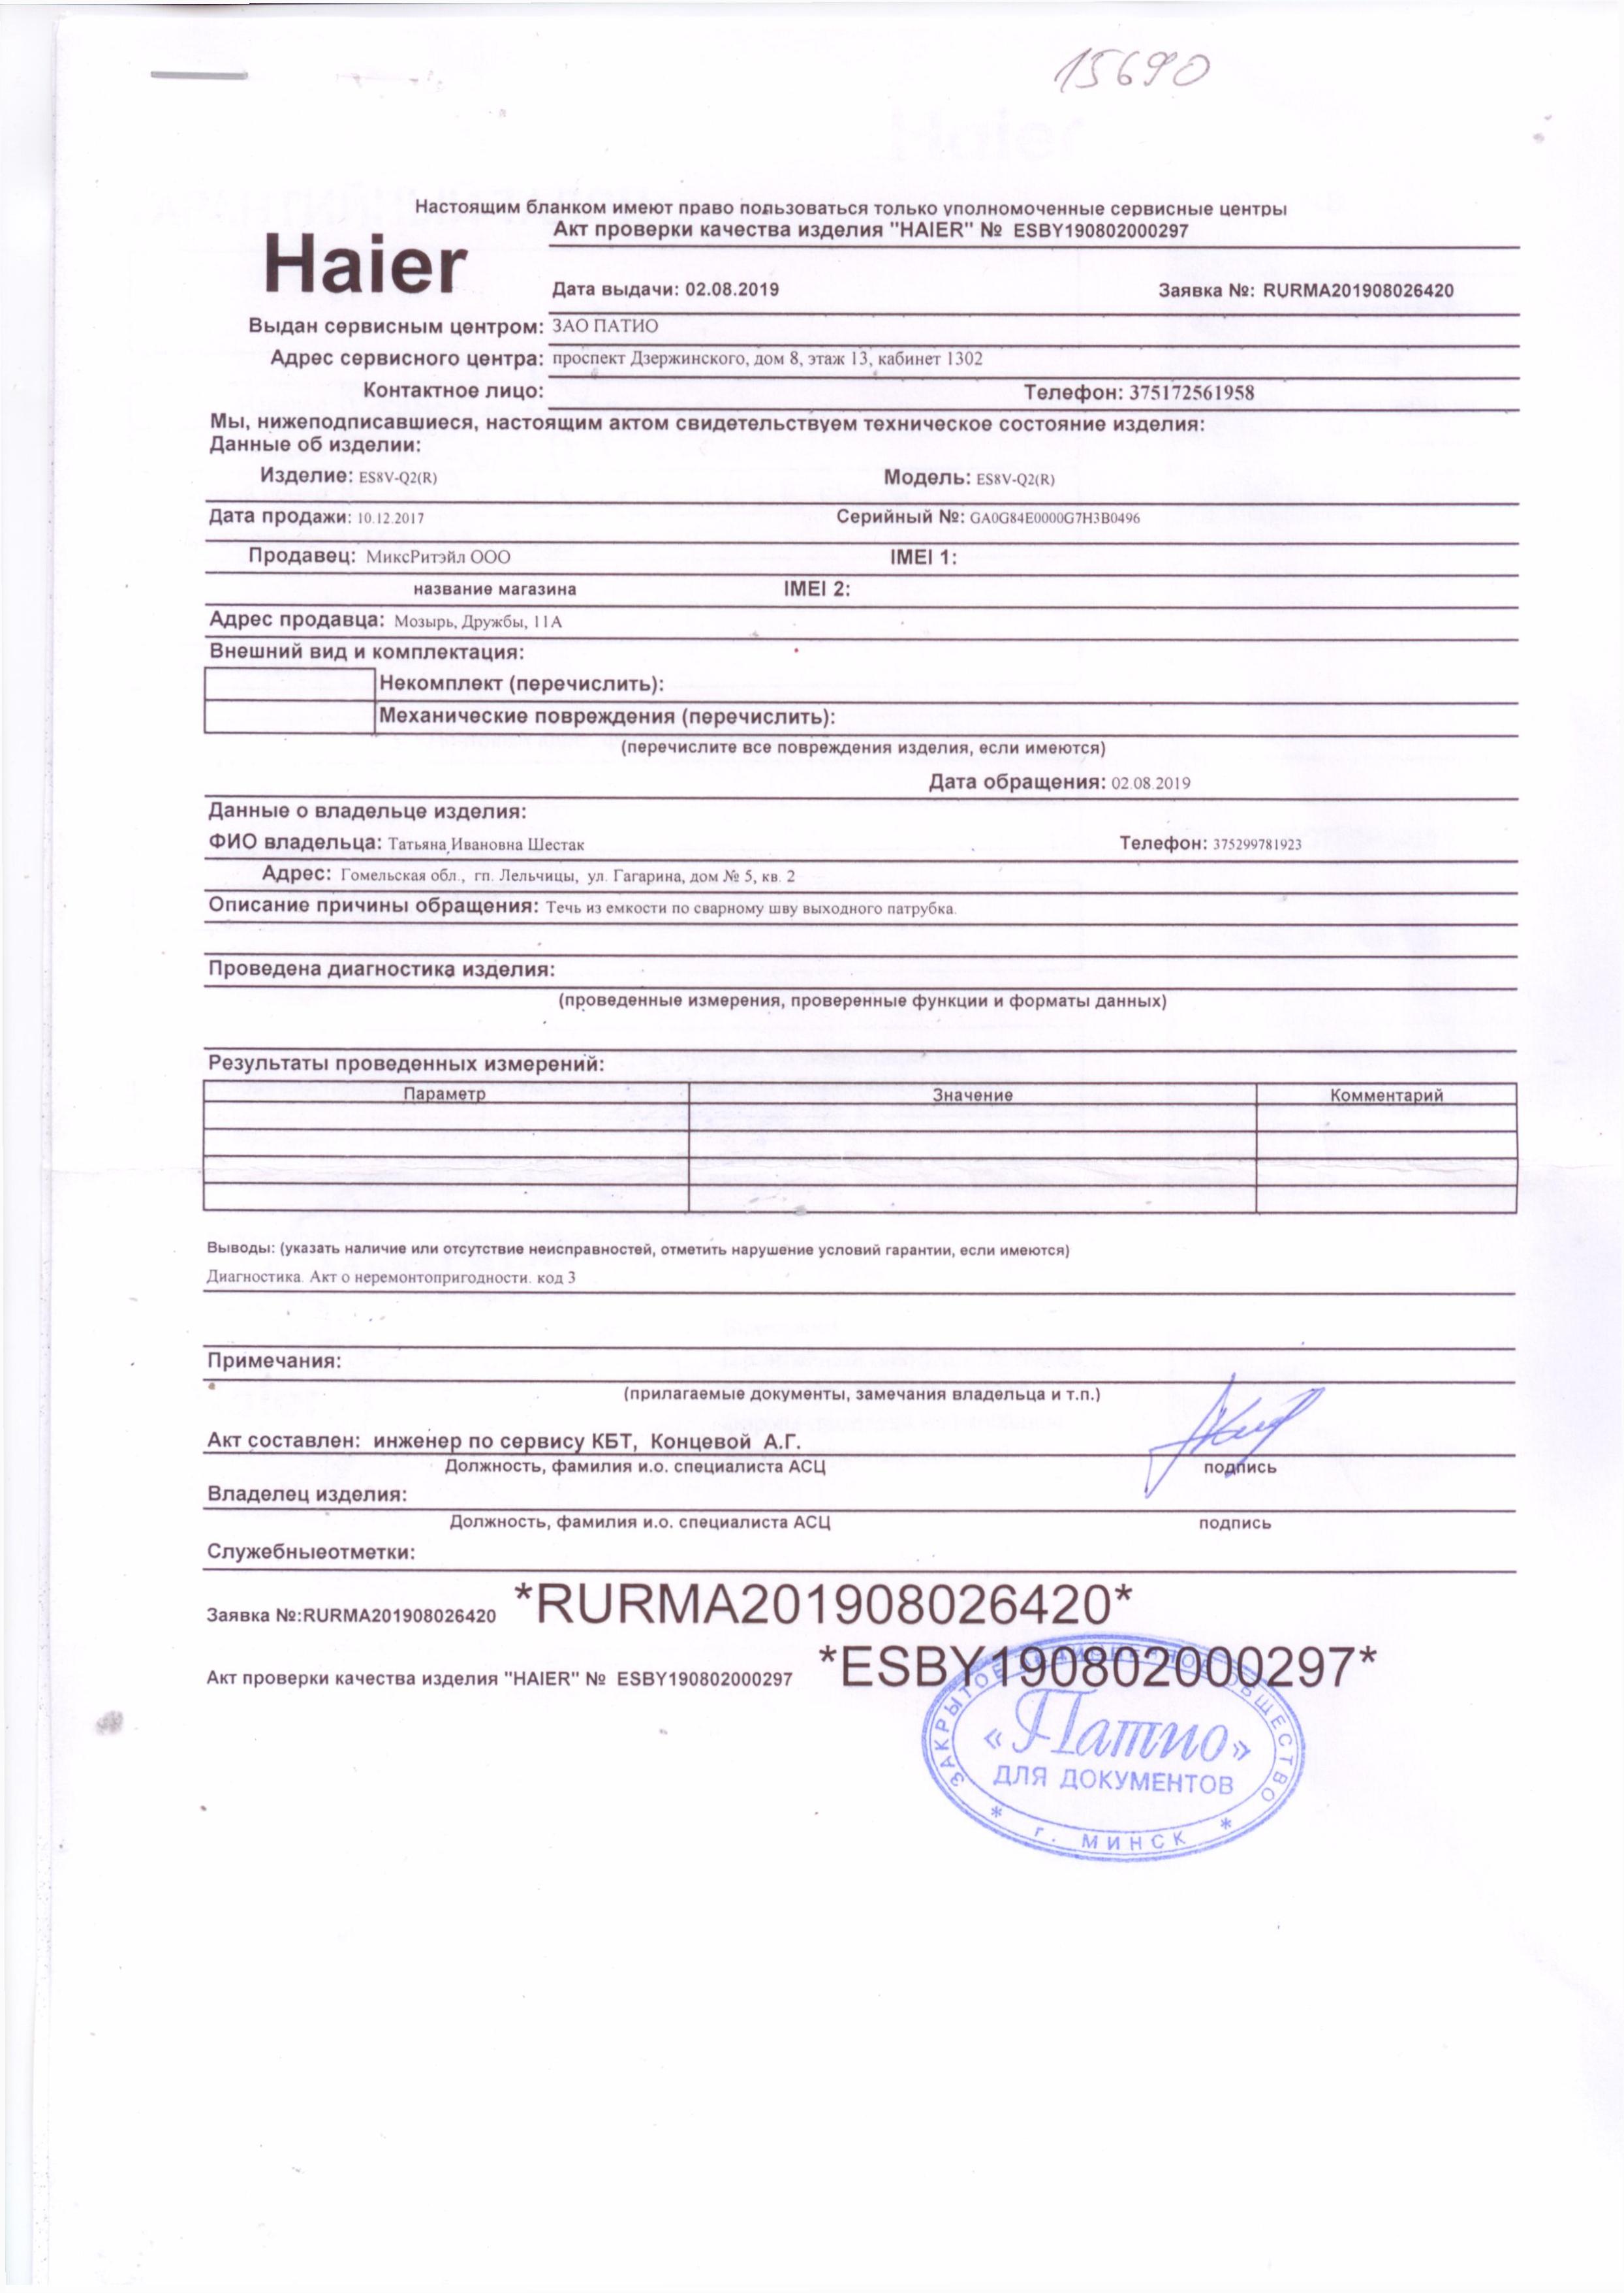 15690
Настоящим бланком имеют право пользоваться только уполномоченные сервисные центры
Haier
Акт проверки качества изделия "HAIER" № ESBY190802000297
Дата выдачи: 02.08.2019 Заявка №: RURMA201908026420
Выдан сервисным центром: ЗАО ПАТИО
Адрес сервисного центра: проспект Дзержинского, дом 8, этаж 13, кабинет 1302
Контактное лицо: Телефон: 375172561958
Мы, нижеподписавшиеся, настоящим актом свидетельствуем техническое состояние изделия:
Данные об изделии:
Изделие: ES8V-Q2(R) Модель: ES8V-Q2(R)
Дата продажи: 10.12.2017 Серийный №: GA0G84E0000G7H3B0496
Продавец: МиксРитэйл ООО IMEI 1:
название магазина IMEI 2:
Адрес продавца: Мозырь, Дружбы, 11А
Внешний вид и комплектация:
Некомплект (перечислить):
Механические повреждения (перечислить):
(перечислите все повреждения изделия, если имеются)
Дата обращения: 02.08.2019
Данные о владельце изделия:
ФИО владельца: Татьяна Ивановна Шестак Телефон: 375299781923
Адрес: Гомельская обл., гп. Лельчицы, ул. Гагарина, дом № 5, кв. 2
Описание причины обращения: Течь из емкости по сварному шву выходного патрубка.
Проведена диагностика изделия:
(проведенные измерения, проверенные функции и форматы данных)
Результаты проведенных измерений:
Параметр Значение Комментарий
Выводы: (указать наличие или отсутствие неисправностей, отметить нарушение условий гарантии, если имеются)
Диагностика. Акт о неремонтопригодности. код 3
Примечания:
(прилагаемые документы, замечания владельца и т.п.)
Акт составлен: инженер по сервису КБТ, Концевой А.Г.
Должность, фамилия и.о. специалиста АСЦ подпись
Владелец изделия:
Должность, фамилия и.о. специалиста АСЦ подпись
Служебныеотметки:
Заявка №:RURMA201908026420 *RURMA201908026420*
Акт проверки качества изделия "HAIER" № ESBY190802000297 *ESBY190802000297*
ЗАКРЫТОЕ АКЦИОНЕРНОЕ ОБЩЕСТВО
«Патио»
ДЛЯ ДОКУМЕНТОВ
* г. МИНСК *